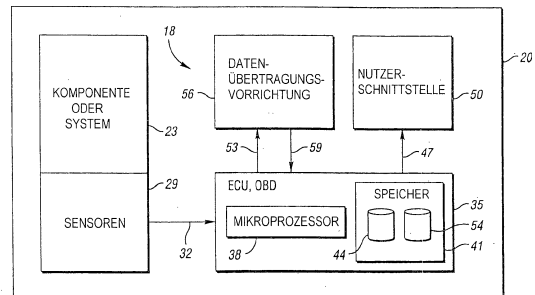 18
20
KOMPONENTE
ODER
SYSTEM
23
DATEN-
ÜBERTRAGUNGS-
VORRICHTUNG
56
NUTZER-
SCHNITTSTELLE
50
53
59
47
29
SENSOREN
32
ECU, OBD
MIKROPROZESSOR
38
SPEICHER
44
54
35
41